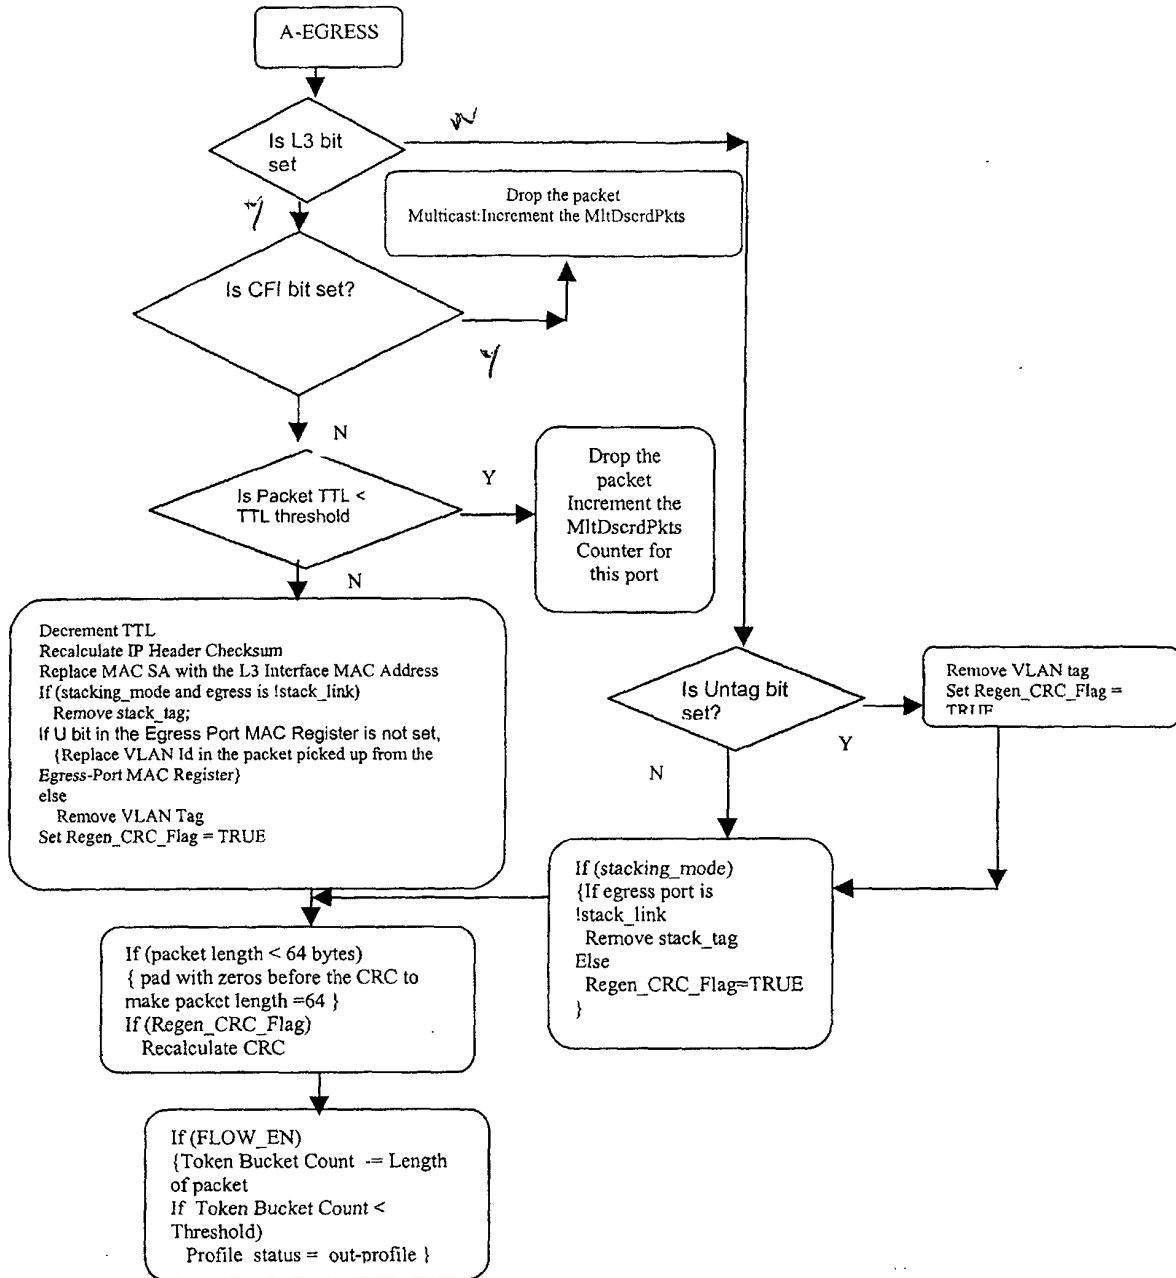 A-EGRESS
Is L3 bit
set
N
Y
Drop the packet
Multicast:Increment the MltDscrdPkts
Is CFI bit set?
Y
N
Is Packet TTL <
TTL threshold
Y
Drop the
packet
Increment the
MltDscrdPkts
Counter for
this port
N
Decrement TTL
Recalculate IP Header Checksum
Replace MAC SA with the L3 Interface MAC Address
If (stacking_mode and egress is !stack_link)
Remove stack_tag;
If U bit in the Egress Port MAC Register is not set,
{Replace VLAN Id in the packet picked up from the
Egress-Port MAC Register}
else
Remove VLAN Tag
Set Regen_CRC_Flag = TRUE
Is Untag bit
set?
Y
Remove VLAN tag
Set Regen_CRC_Flag =
TRUE
N
If (stacking_mode)
{If egress port is
!stack_link
Remove stack_tag
Else
Regen_CRC_Flag=TRUE
}
If (packet length < 64 bytes)
{ pad with zeros before the CRC to
make packet length =64 }
If (Regen_CRC_Flag)
Recalculate CRC
If (FLOW_EN)
{Token Bucket Count -= Length
of packet
If Token Bucket Count <
Threshold)
Profile status = out-profile }